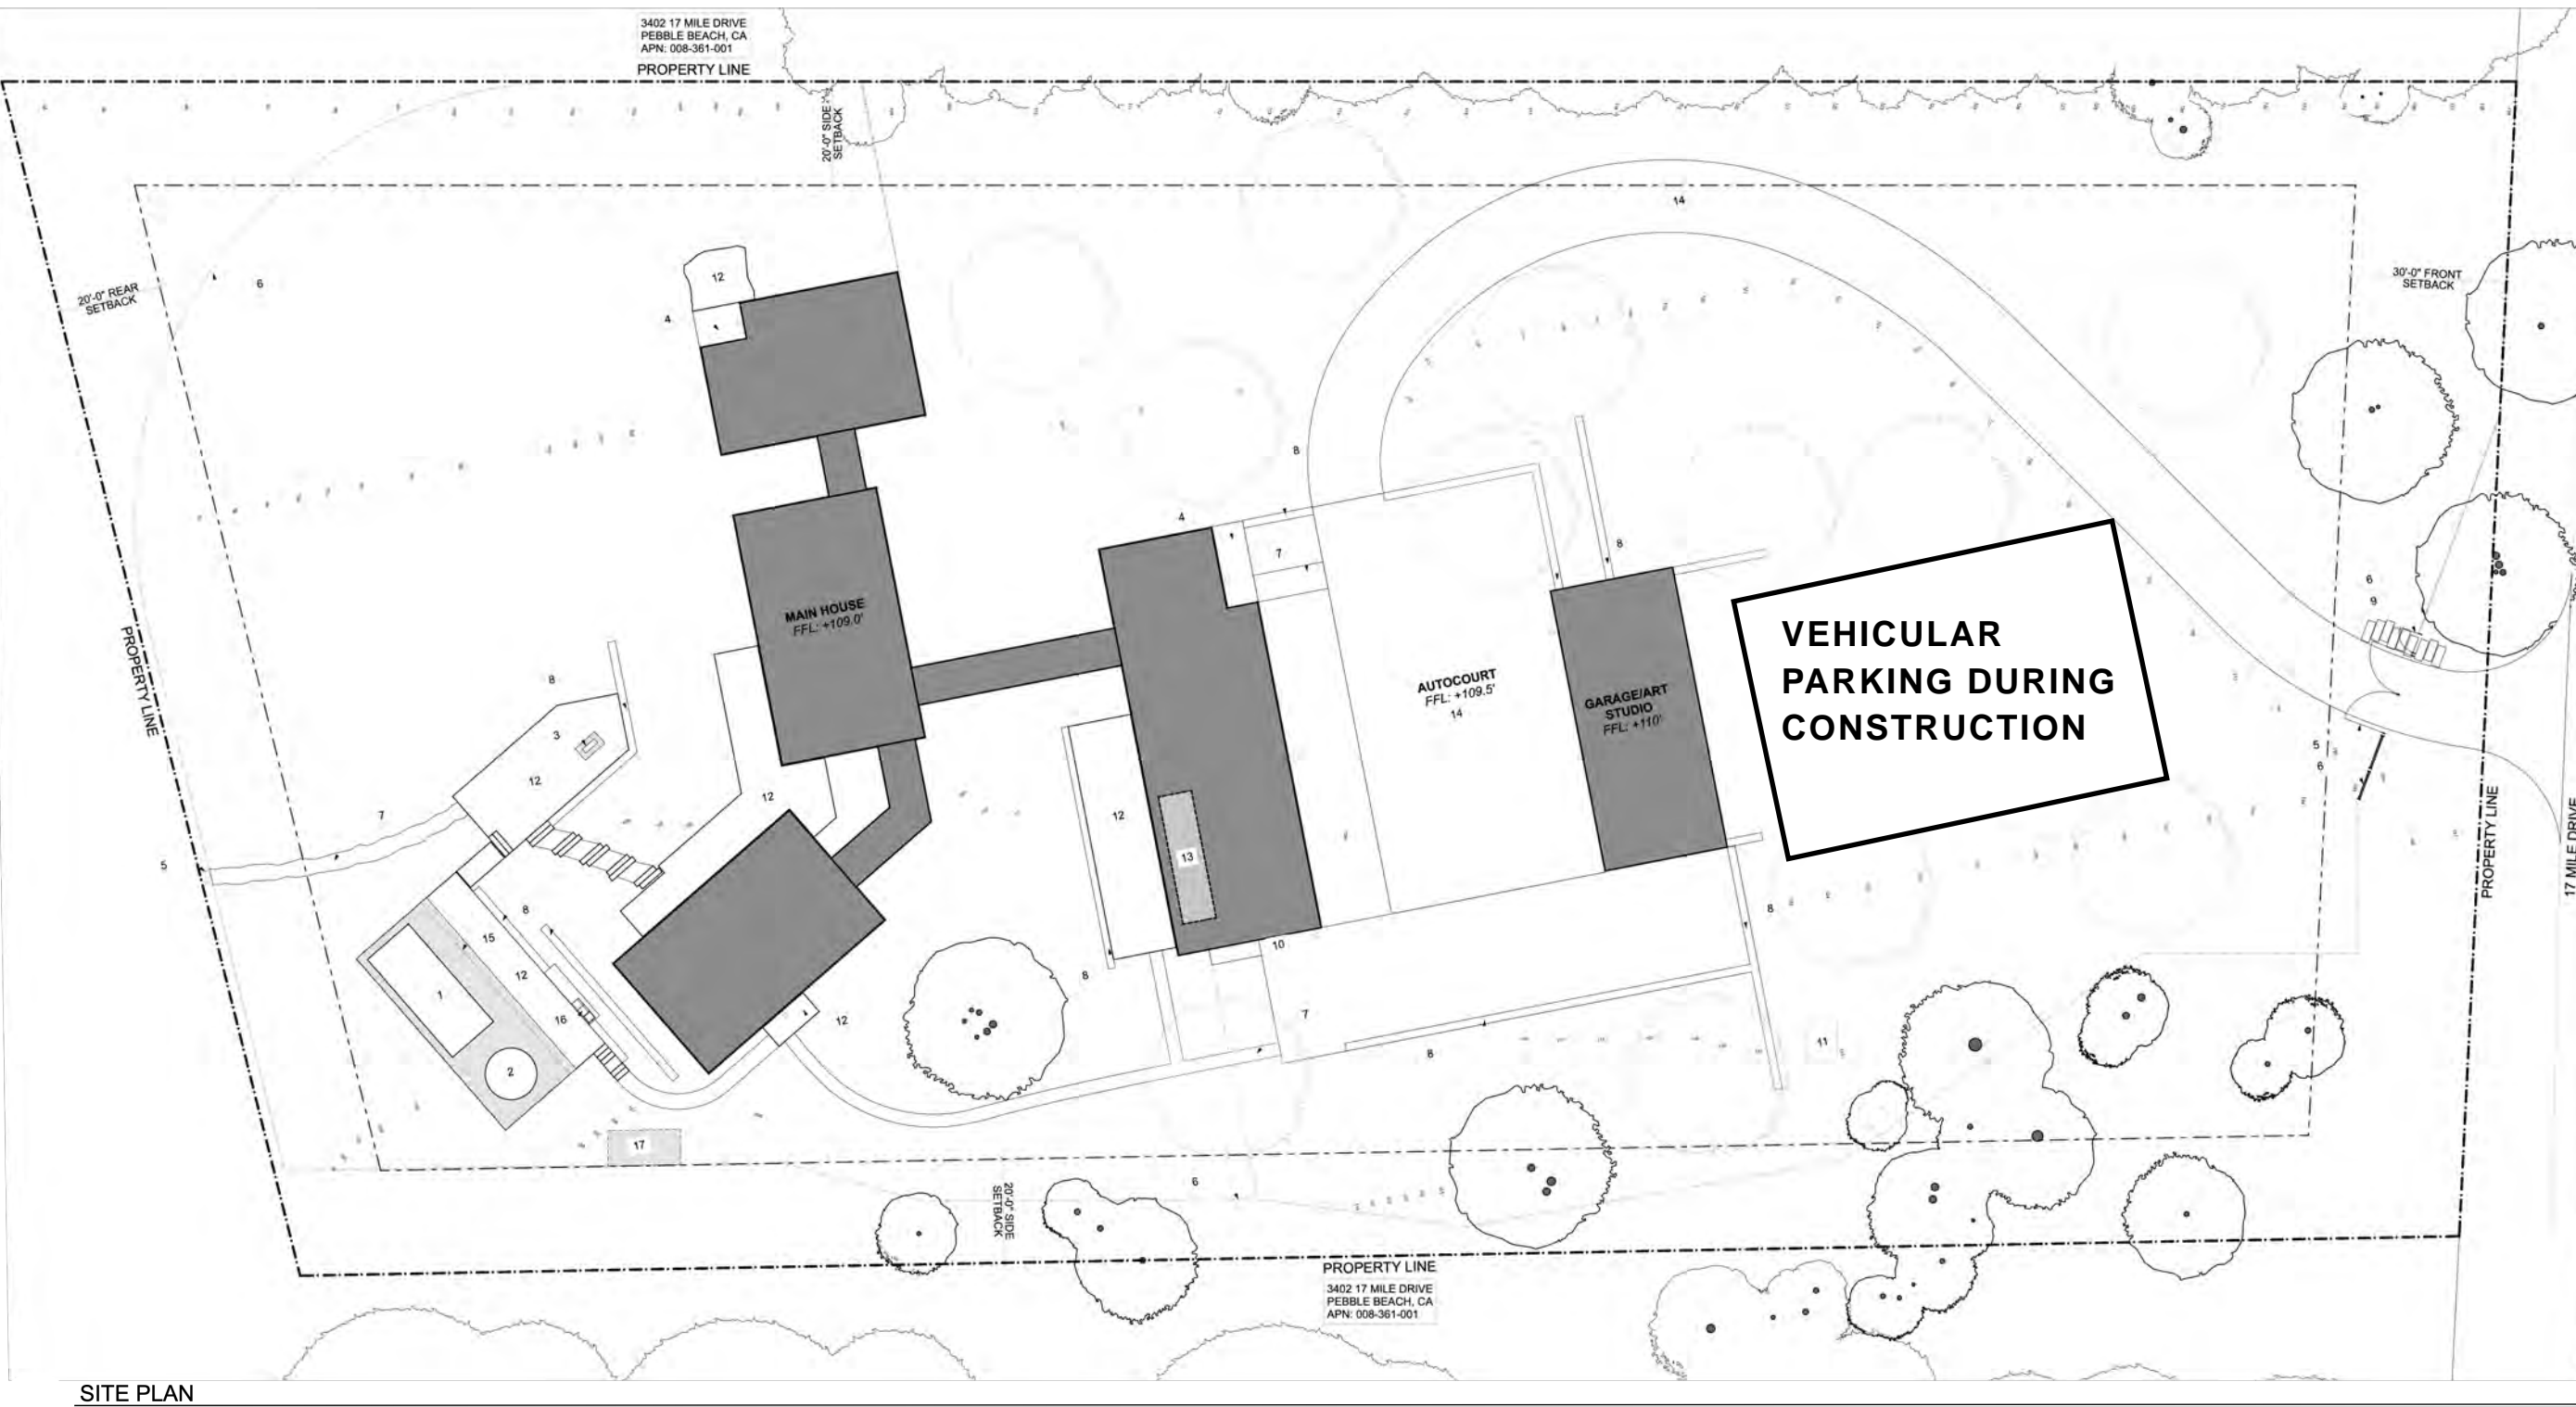 3402 17 MILE DRIVE
PEBBLE BEACH, CA
APN: 008-361-001
PROPERTY LINE
20'-0" SIDE
SETBACK
14
12
6
20'-0" REAR
SETBACK
4
30'-0" FRONT
SETBACK
8
4
7
8
6
9
MAIN HOUSE
FFL: +109.0'
VEHICULAR
PARKING DURING
CONSTRUCTION
PROPERTY LINE
8
AUTOCOURT
FFL: +109.5'
14
GARAGE/ART
STUDIO
FFL: +110'
3
12
5
6
12
7
12
13
5
PROPERTY LINE
17 MILE DRIVE
8
8
15
10
12
8
1
16
12
7
11
8
2
17
6
20'-0" SIDE
SETBACK
PROPERTY LINE
3402 17 MILE DRIVE
PEBBLE BEACH, CA
APN: 008-361-001
SITE PLAN